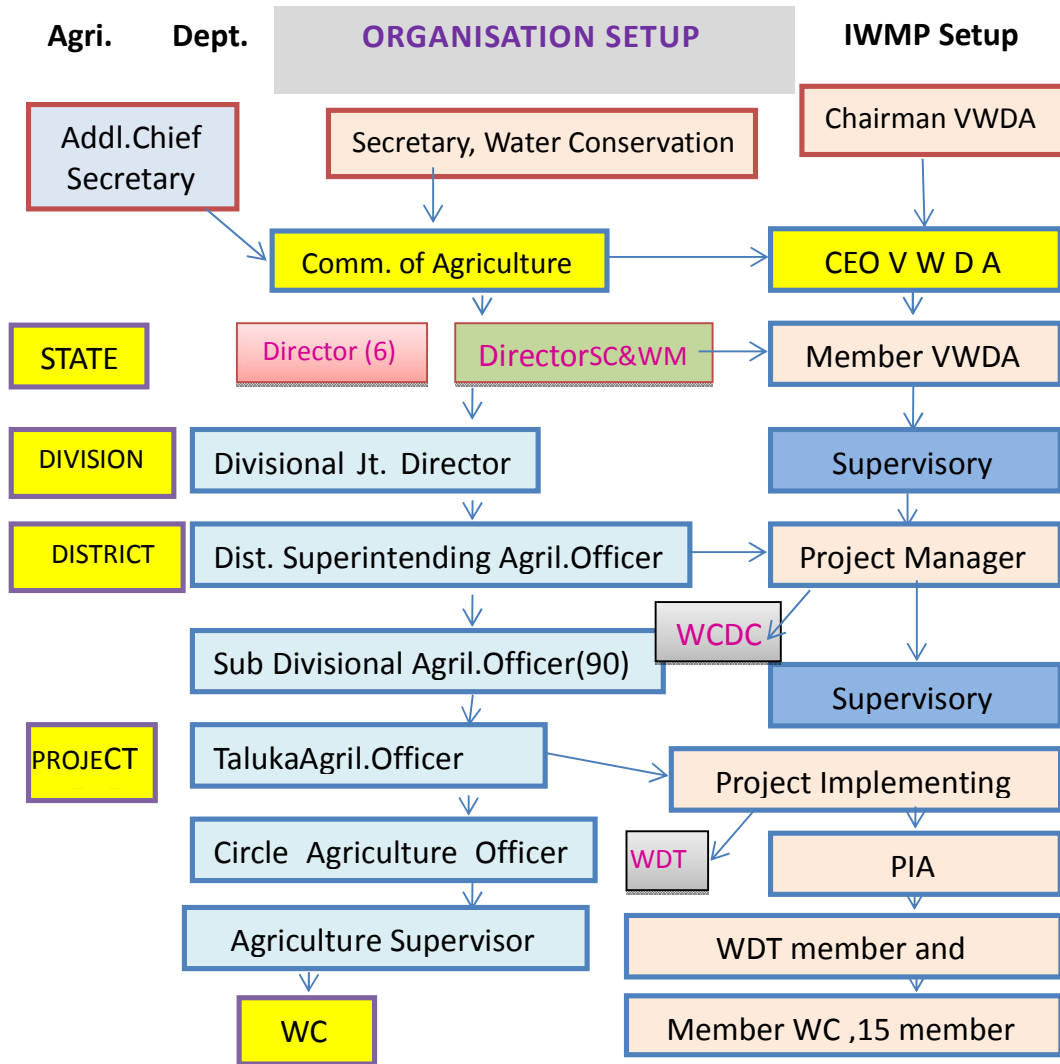 Agri. Dept. ORGANISATION SETUP IWMP Setup
Addl.Chief
Secretary
Secretary, Water Conservation
Chairman VWDA
Comm. of Agriculture
CEO V W D A
STATE
Director (6)
DirectorSC&WM
Member VWDA
DIVISION
Divisional Jt. Director
Supervisory
DISTRICT
Dist. Superintending Agril.Officer
Project Manager
WCDC
Sub Divisional Agril.Officer(90)
Supervisory
PROJECT
TalukaAgril.Officer
Project Implementing
Circle Agriculture Officer
WDT
PIA
Agriculture Supervisor
WDT member and
WC
Member WC ,15 member